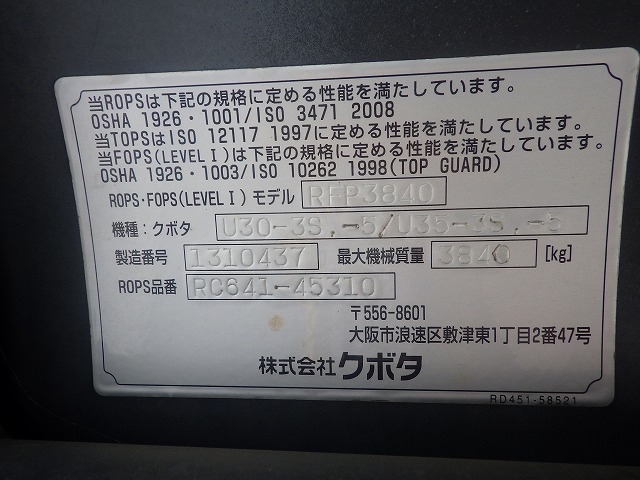 当ROPSは下記の規格に定める性能を満たしています。
OSHA 1926・1001/ISO 3471 2008
当TOPSはISO 12117 1997に定める性能を満たしています。
当FOPS(LEVELⅠ)は下記の規格に定める性能を満たしています。
OSHA 1926・1003/ISO 10262 1998(TOP GUARD)
ROPS・FOPS(LEVELⅠ)モデル RFP3840
機種：クボタ U30-3S,-5/U35-3S,-5
製造番号 1310437 最大機械質量 3840 [kg]
ROPS品番 RC641-45310
〒556-8601
大阪市浪速区敷津東1丁目2番47号
株式会社クボタ
RD451-58521